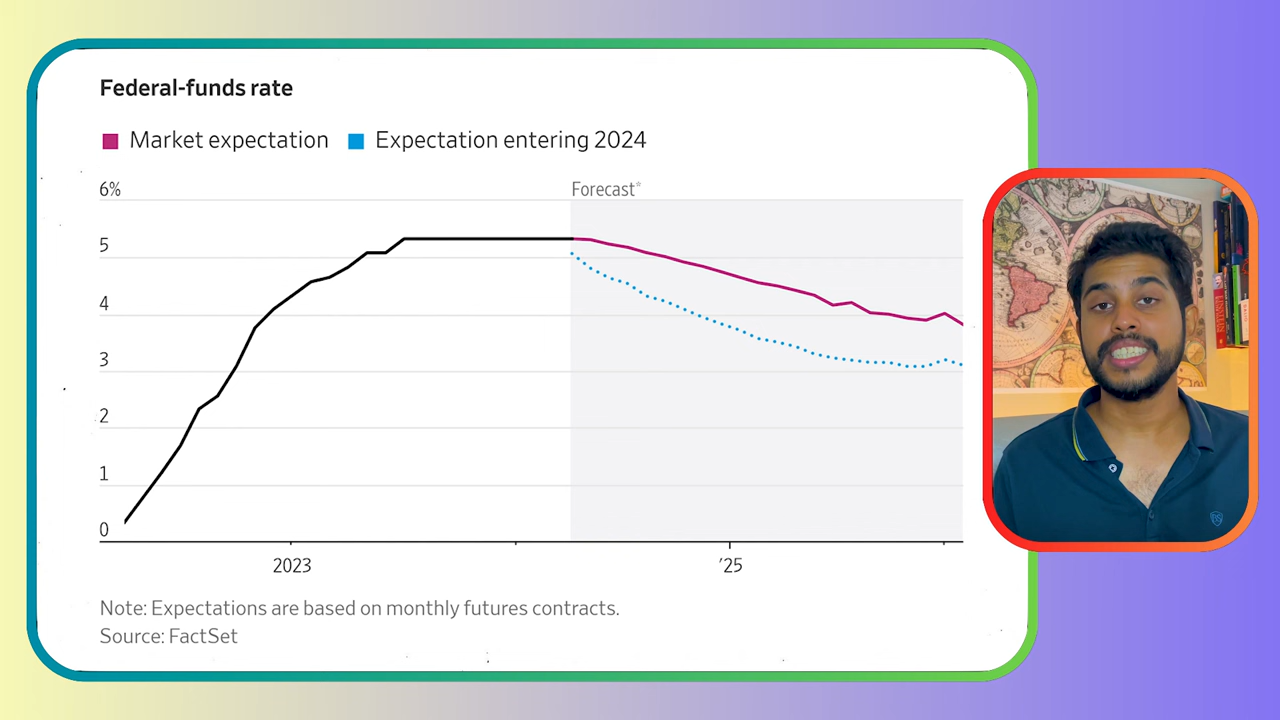 Federal-funds rate
Market expectation
Expectation entering 2024
6%
Forecast*
5
4
3
2
1
0
2023
'25
Note: Expectations are based on monthly futures contracts.
Source: FactSet